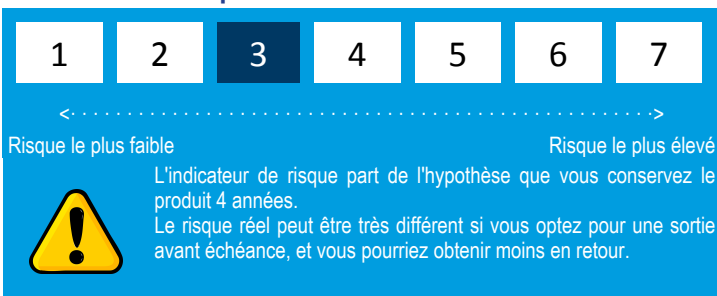 1 2 3 4 5 6 7
<· · · · · · · · · · · · · · · · · · · · · · · · · · · · · · · · · · · · · · · · · · · · · · · · · · · ·>
Risque le plus faible Risque le plus élevé
L'indicateur de risque part de l'hypothèse que vous conservez le
produit 4 années.
Le risque réel peut être très différent si vous optez pour une sortie
avant échéance, et vous pourriez obtenir moins en retour.